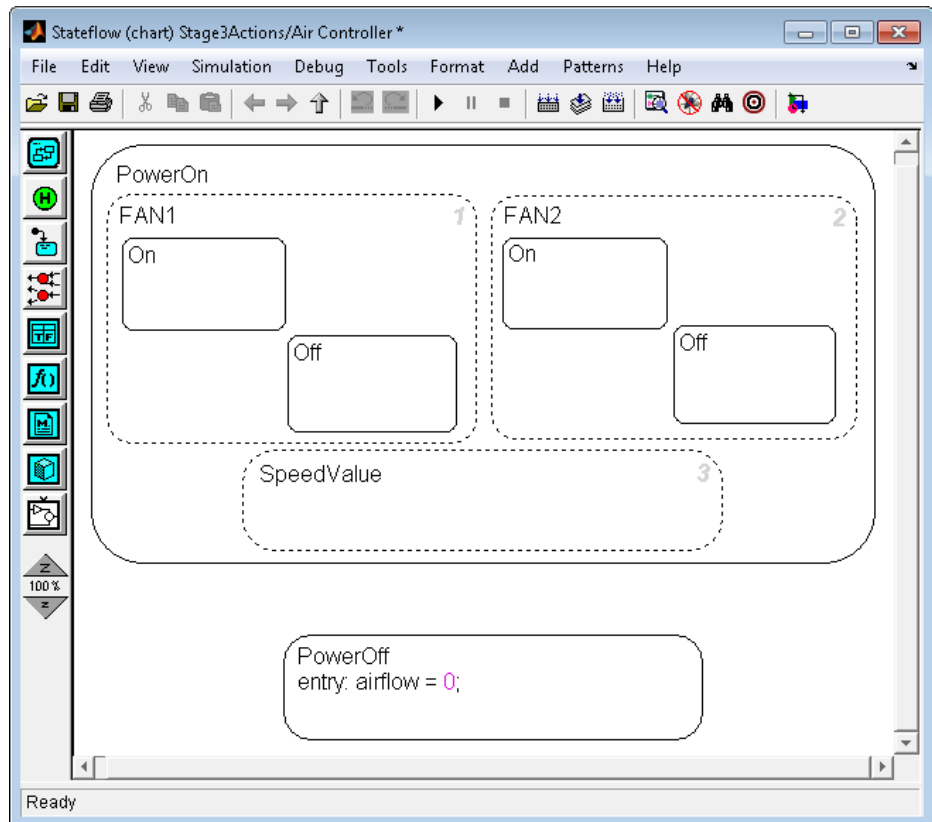 Stateflow (chart) Stage3Actions/Air Controller *
File Edit View Simulation Debug Tools Format Add Patterns Help
PowerOn
FAN1 1 FAN2 2
On On
Off Off
SpeedValue 3
H
TF
f()
M
Z
100 %
z
PowerOff
entry: airflow = 0;
Ready